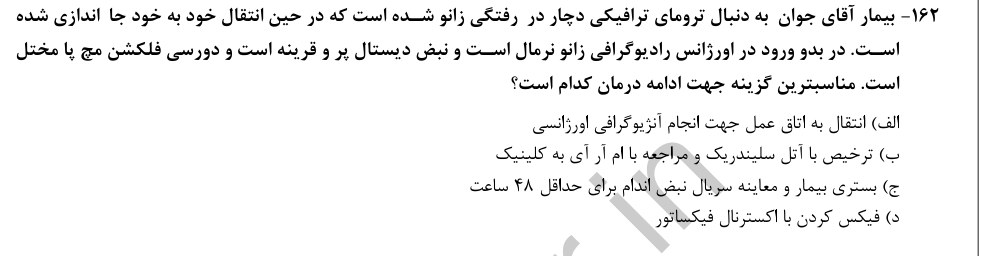 ۱۶۲- بیمار آقای جوان به دنبال ترومای ترافیکی دچار در رفتگی زانو شده است که در حین انتقال خود به خود جا اندازی شده
است. در بدو ورود در اورژانس رادیوگرافی زانو نرمال است و نبض دیستال پر و قرینه است و دورسی فلکشن مچ پا مختل
است. مناسبترین گزینه جهت ادامه درمان کدام است؟
الف) انتقال به اتاق عمل جهت انجام آنژیوگرافی اورژانسی
ب) ترخیص با آتل سلیندریک و مراجعه با ام آر آی به کلینیک
ج) بستری بیمار و معاینه سریال نبض اندام برای حداقل ۴۸ ساعت
د) فیکس کردن با اکسترنال فیکساتور
r in